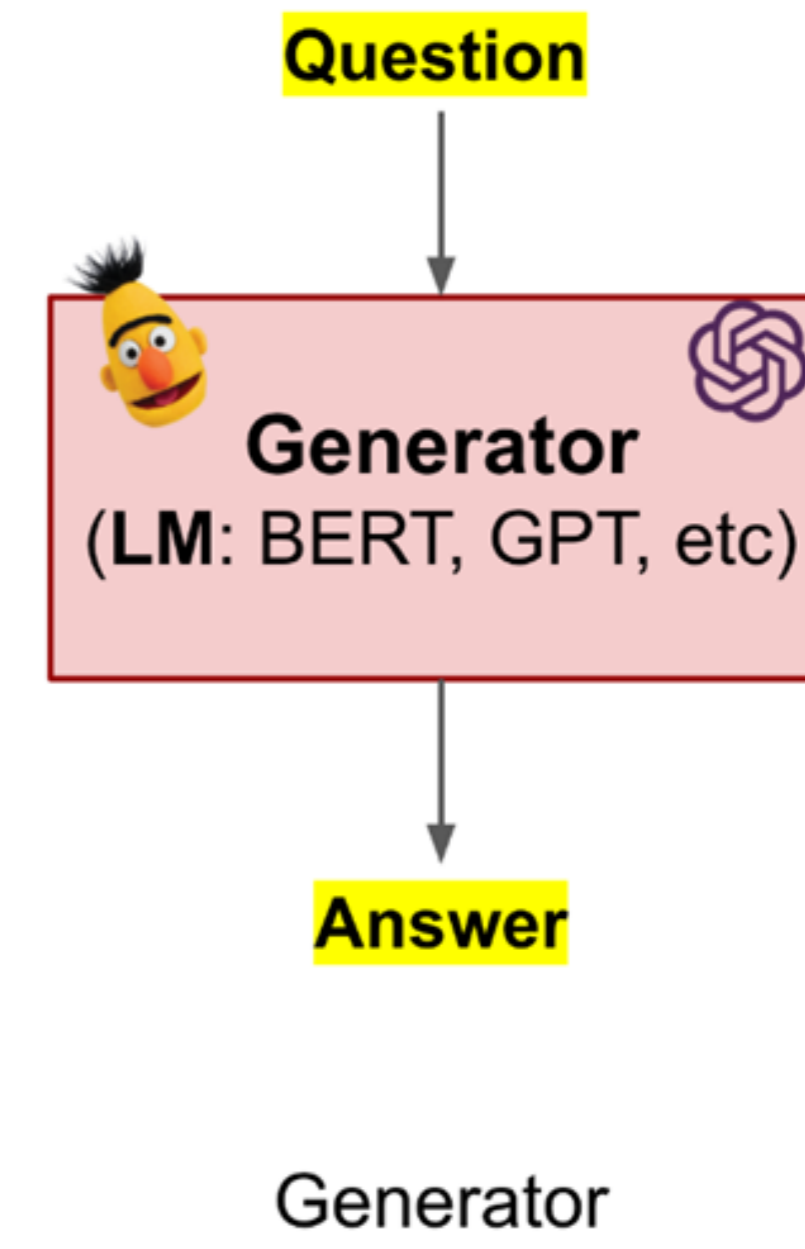 Question
Generator
(LM: BERT, GPT, etc)
Answer
Generator